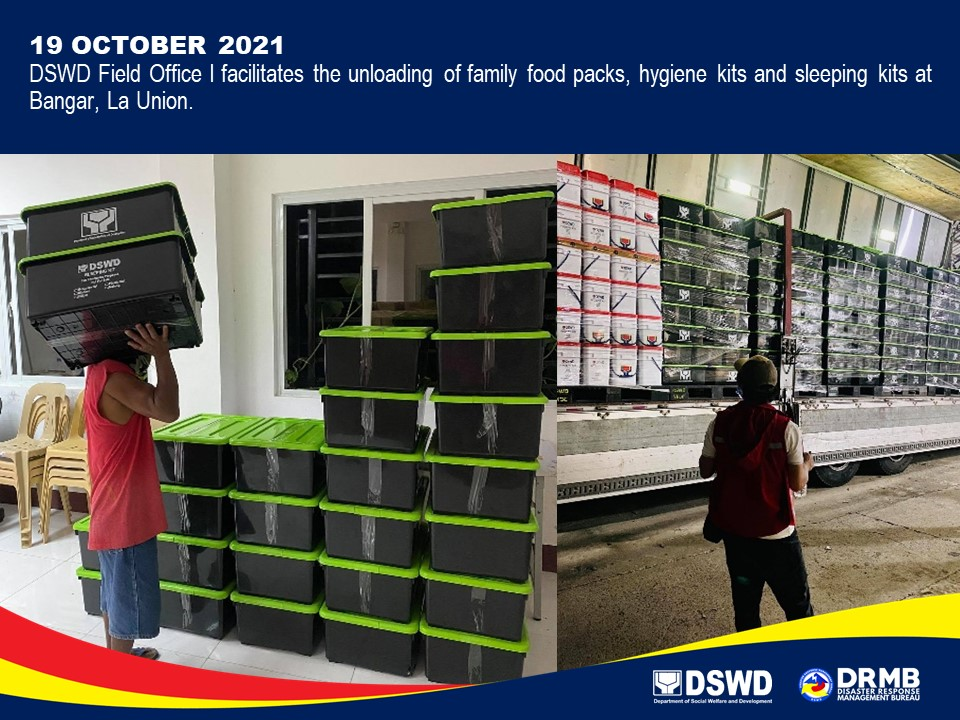 19 OCTOBER 2021
DSWD Field Office I facilitates the unloading of family food packs, hygiene kits and sleeping kits at
Bangar, La Union.
DSWD
DSWD
Department of Social Welfare and Development
DRMB
DISASTER RESPONSE
MANAGEMENT BUREAU